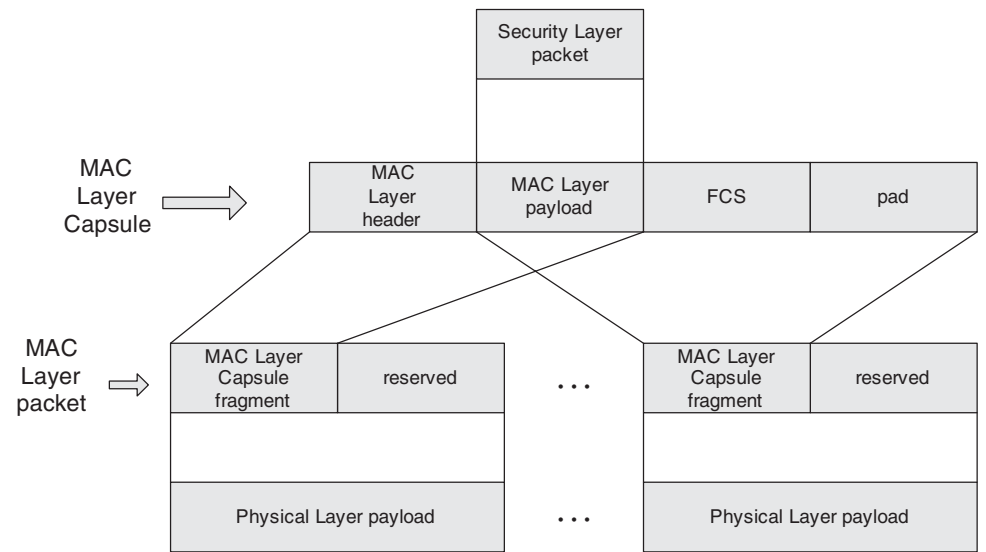 Security Layer
packet
MAC
Layer
Capsule
MAC
Layer
header
MAC Layer
payload
FCS
pad
MAC
Layer
packet
MAC Layer
Capsule
fragment
reserved
...
MAC Layer
Capsule
fragment
reserved
Physical Layer payload
...
Physical Layer payload